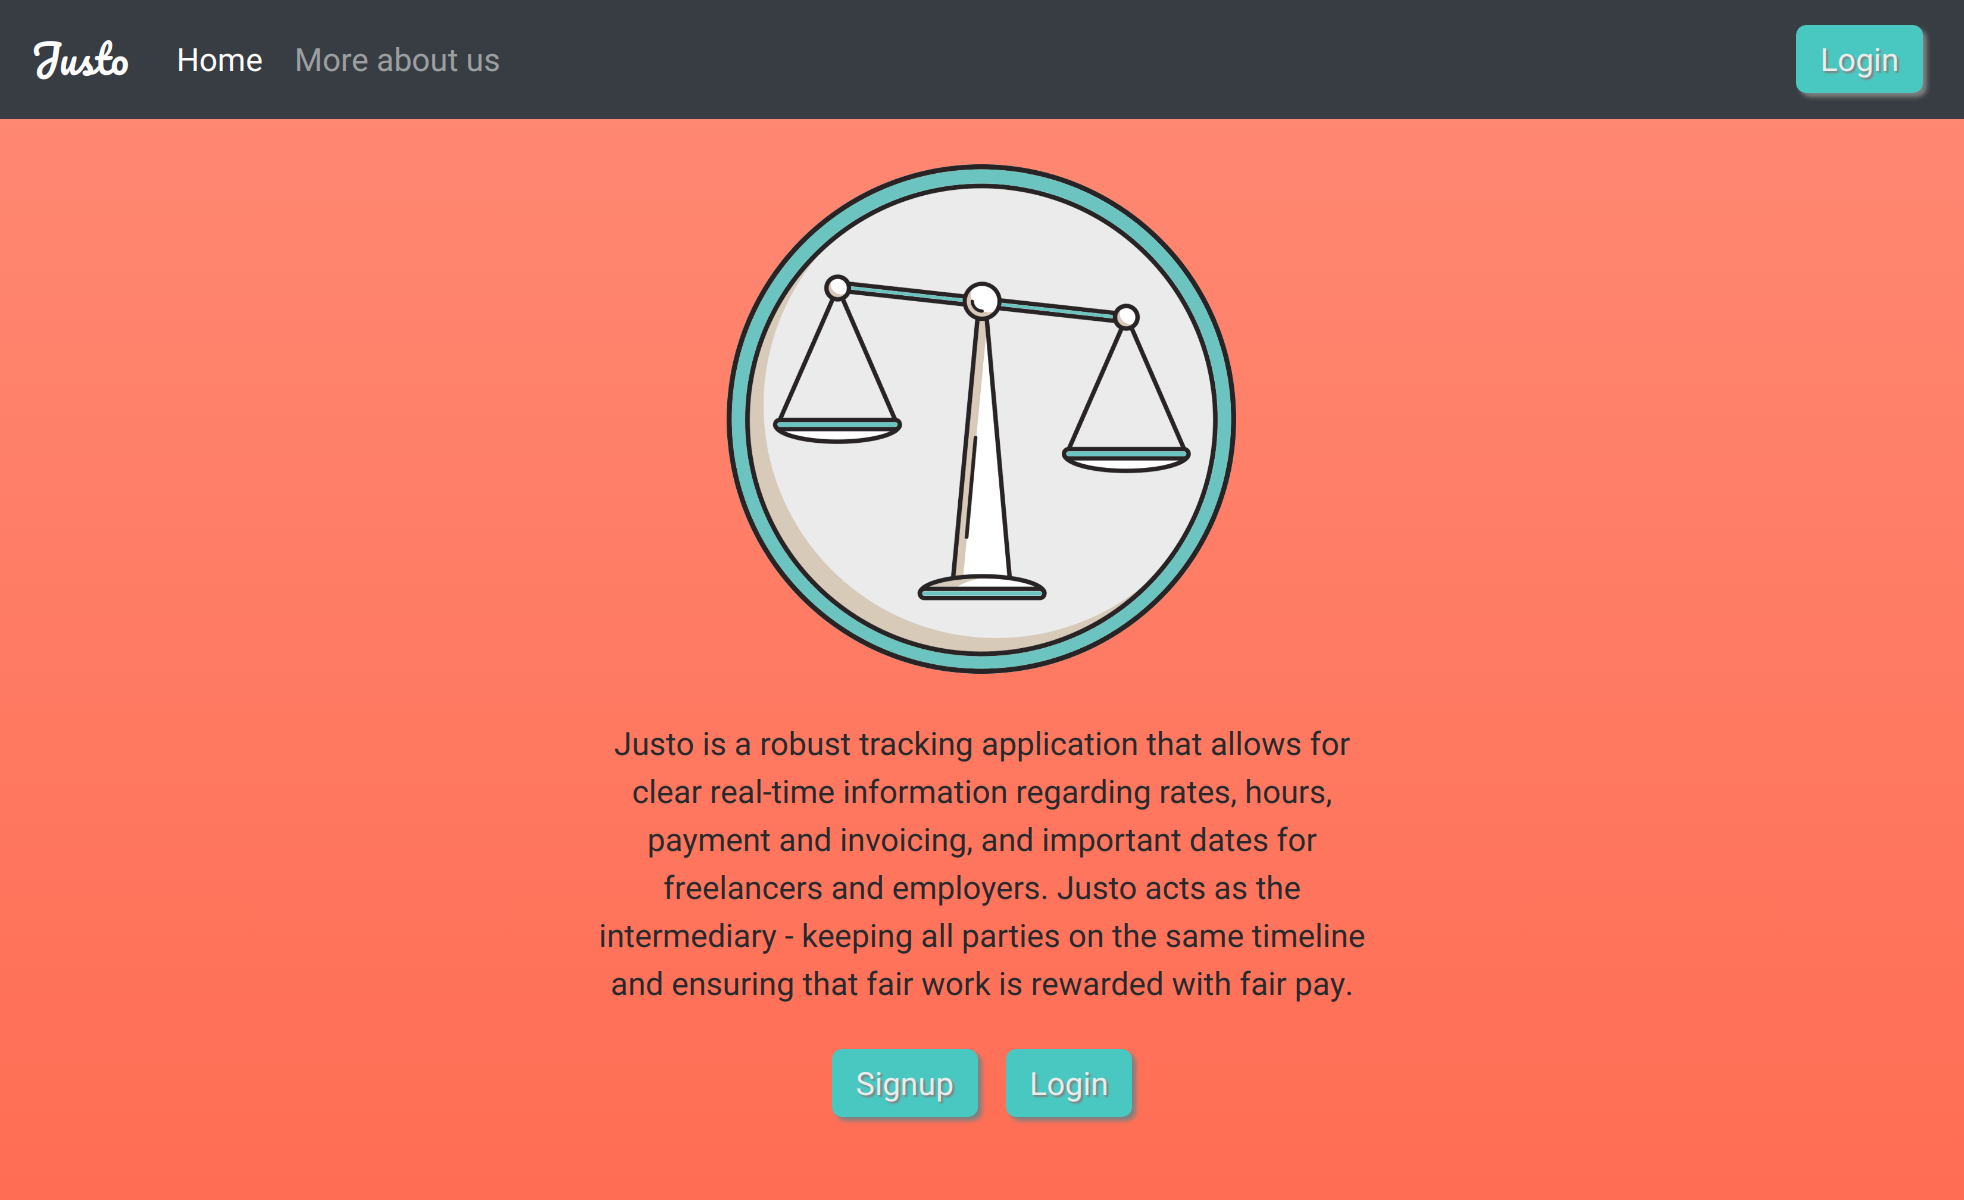 Justo Home More about us Login
Justo is a robust tracking application that allows for
clear real-time information regarding rates, hours,
payment and invoicing, and important dates for
freelancers and employers. Justo acts as the
intermediary - keeping all parties on the same timeline
and ensuring that fair work is rewarded with fair pay.
Signup Login